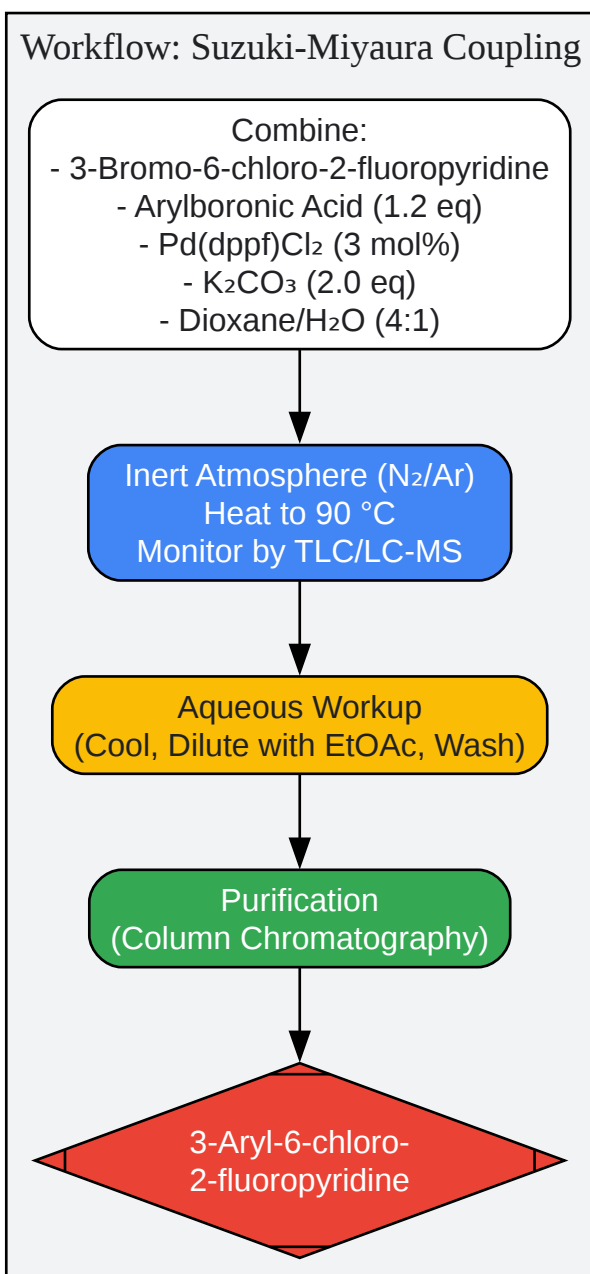 Workflow: Suzuki-Miyaura Coupling
Combine:
- 3-Bromo-6-chloro-2-fluoropyridine
- Arylboronic Acid (1.2 eq)
- Pd(dppf)Cl₂ (3 mol%)
- K₂CO₃ (2.0 eq)
- Dioxane/H₂O (4:1)
Inert Atmosphere (N₂/Ar)
Heat to 90 °C
Monitor by TLC/LC-MS
Aqueous Workup
(Cool, Dilute with EtOAc, Wash)
Purification
(Column Chromatography)
3-Aryl-6-chloro-
2-fluoropyridine